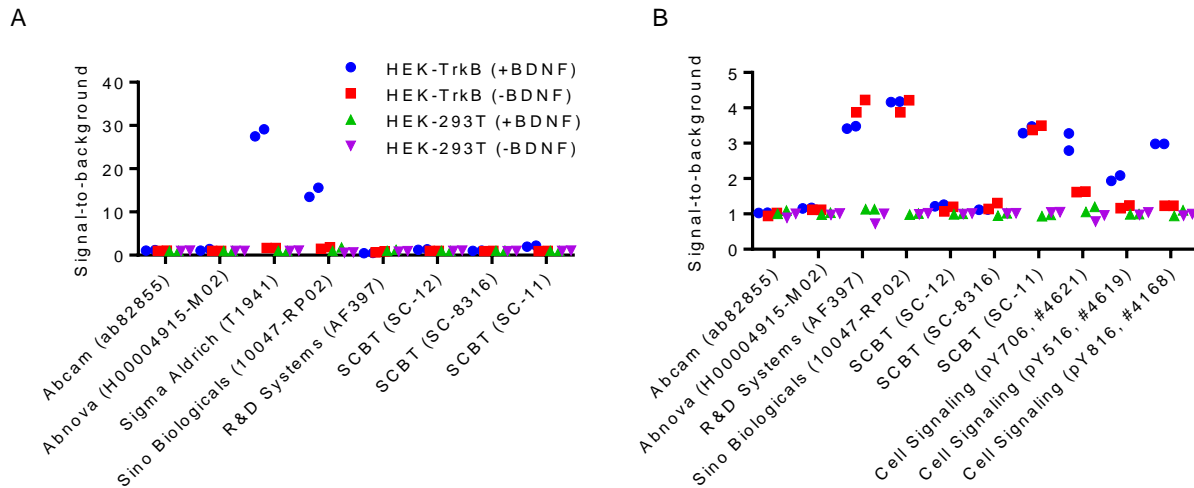 A
Signal-to-background
40
30
20
10
0
HEK-TrkB (+BDNF)
HEK-TrkB (-BDNF)
HEK-293T (+BDNF)
HEK-293T (-BDNF)
Abcam (ab82855)
Abnova (H00004915-M02)
Sigma Aldrich (T1941)
Sino Biologicals (10047-RP02)
R&D Systems (AF397)
SCBT (SC-12)
SCBT (SC-8316)
SCBT (SC-11)
B
Signal-to-background
5
4
3
2
1
0
Abcam (ab82855)
Abnova (H00004915-M02)
R&D Systems (AF397)
Sino Biologicals (10047-RP02)
SCBT (SC-12)
SCBT (SC-8316)
SCBT (SC-11)
Cell Signaling (pY706, #4621)
Cell Signaling (pY516, #4619)
Cell Signaling (pY816, #4168)